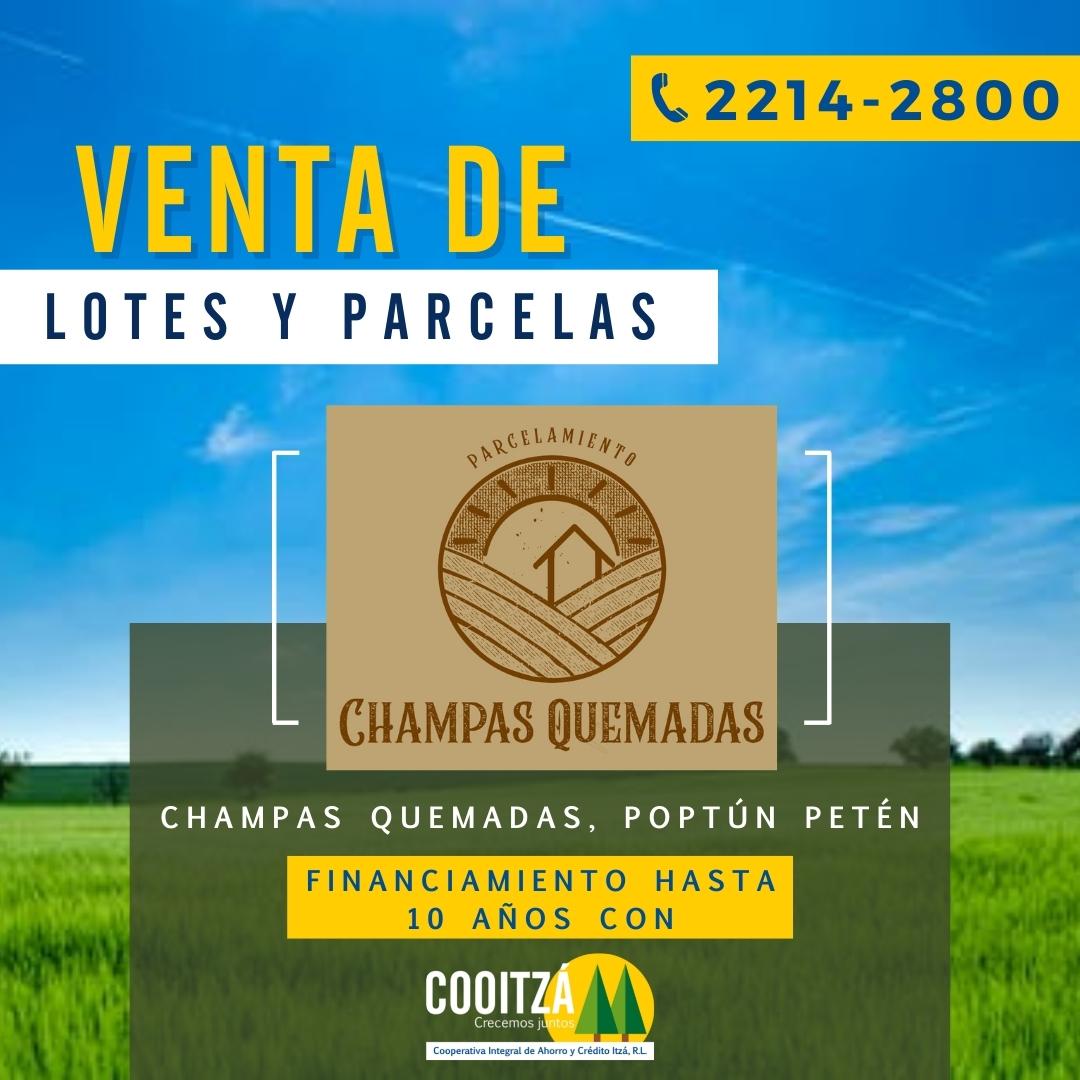 2214-2800
VENTA DE
LOTES Y PARCELAS
PARCELAMIENTO
CHAMPAS QUEMADAS
CHAMPAS QUEMADAS, POPTÚN PETÉN
FINANCIAMIENTO HASTA
10 AÑOS CON
COOITZÁ
Crecemos juntos
Cooperativa Integral de Ahorro y Crédito Itzá, R.L.